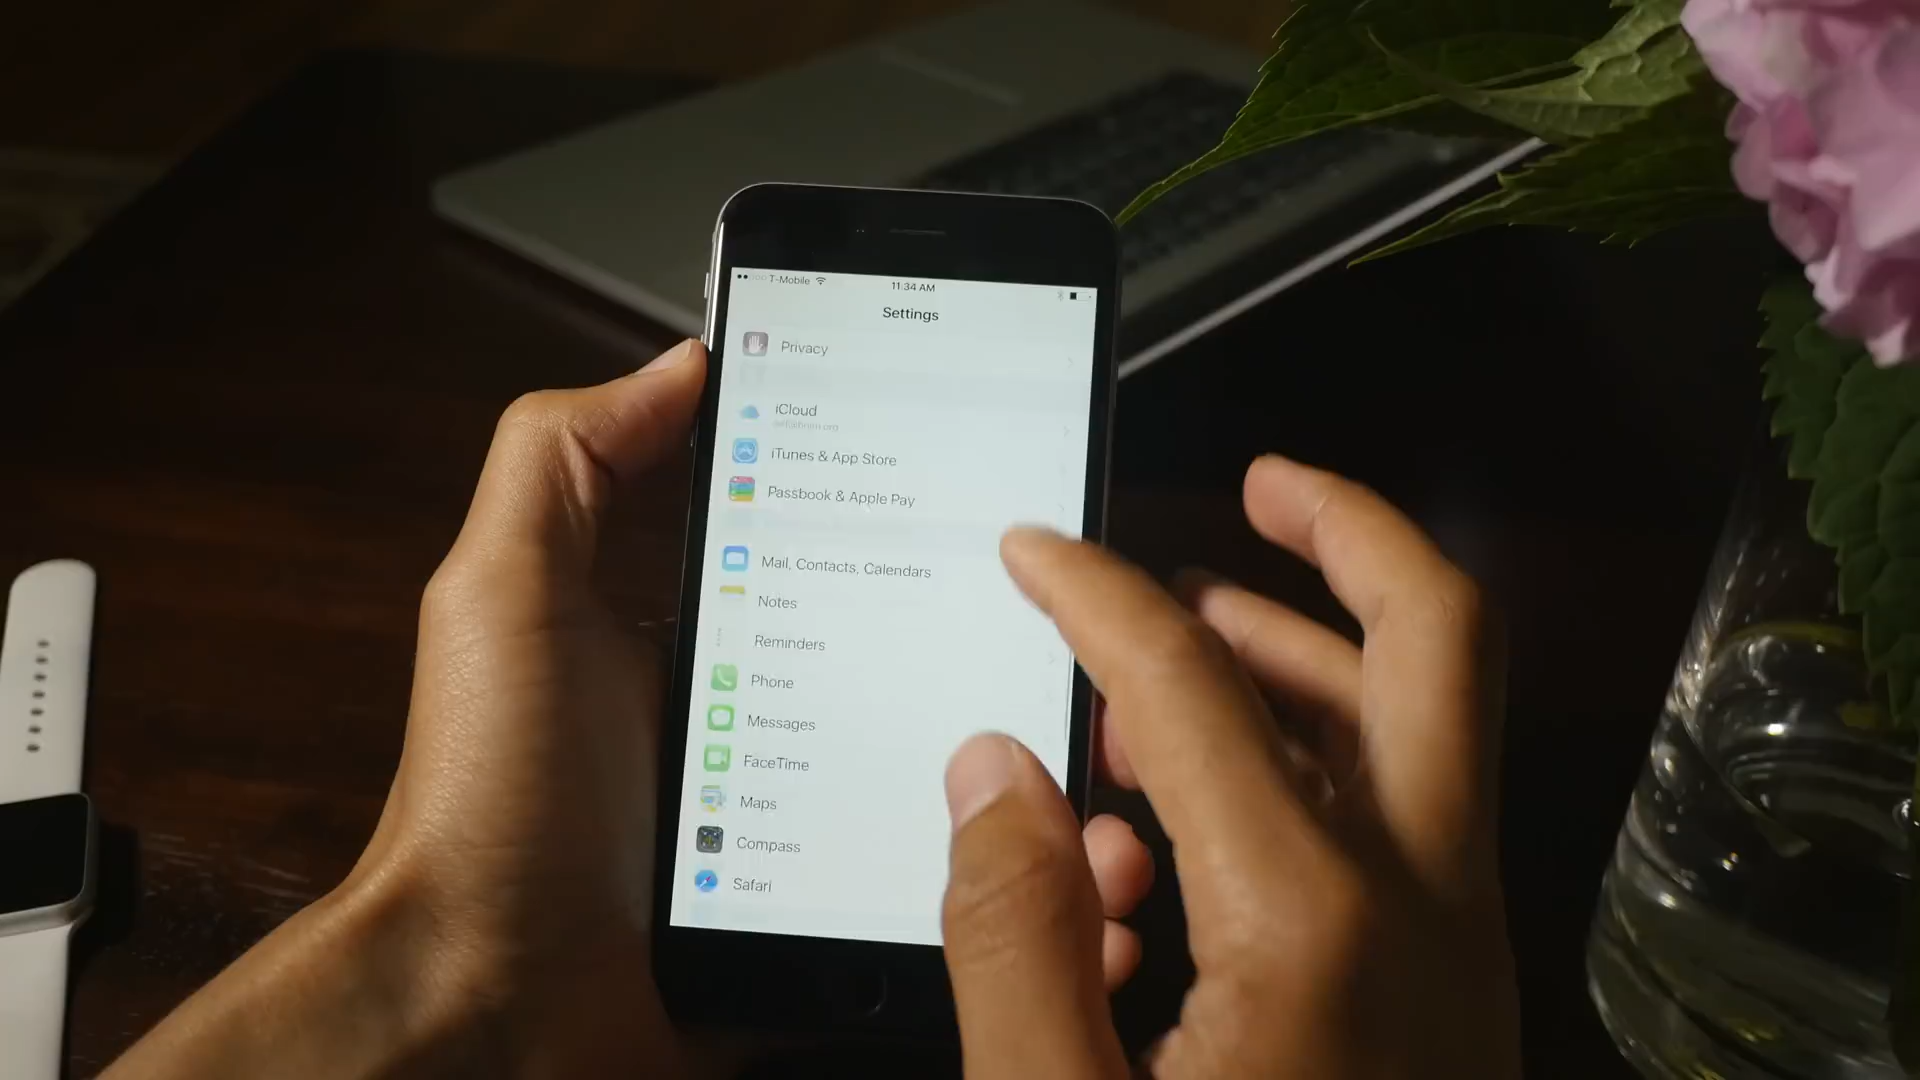 T-Mobile
11:34 AM
Settings
Privacy
iCloud
iTunes & App Store
Passbook & Apple Pay
Mail, Contacts, Calendars
Notes
Reminders
Phone
Messages
FaceTime
Maps
Compass
Safari